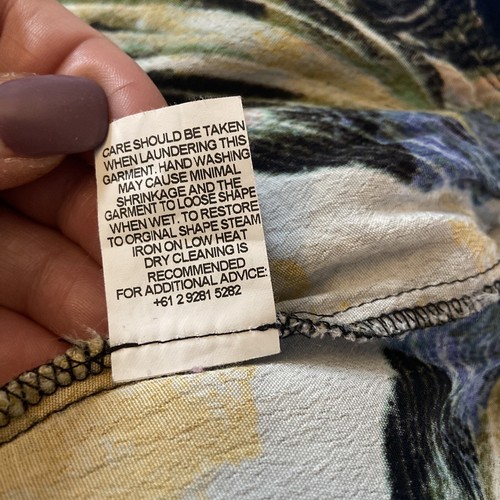 CARE SHOULD BE TAKEN
WHEN LAUNDERING THIS
GARMENT. HAND WASHING
MAY CAUSE MINIMAL
SHRINKAGE AND THE
GARMENT TO LOOSE SHAPE
WHEN WET. TO RESTORE
TO ORGINAL SHAPE STEAM
IRON ON LOW HEAT
DRY CLEANING IS
RECOMMENDED
FOR ADDITIONAL ADVICE:
+61 2 9281 5282